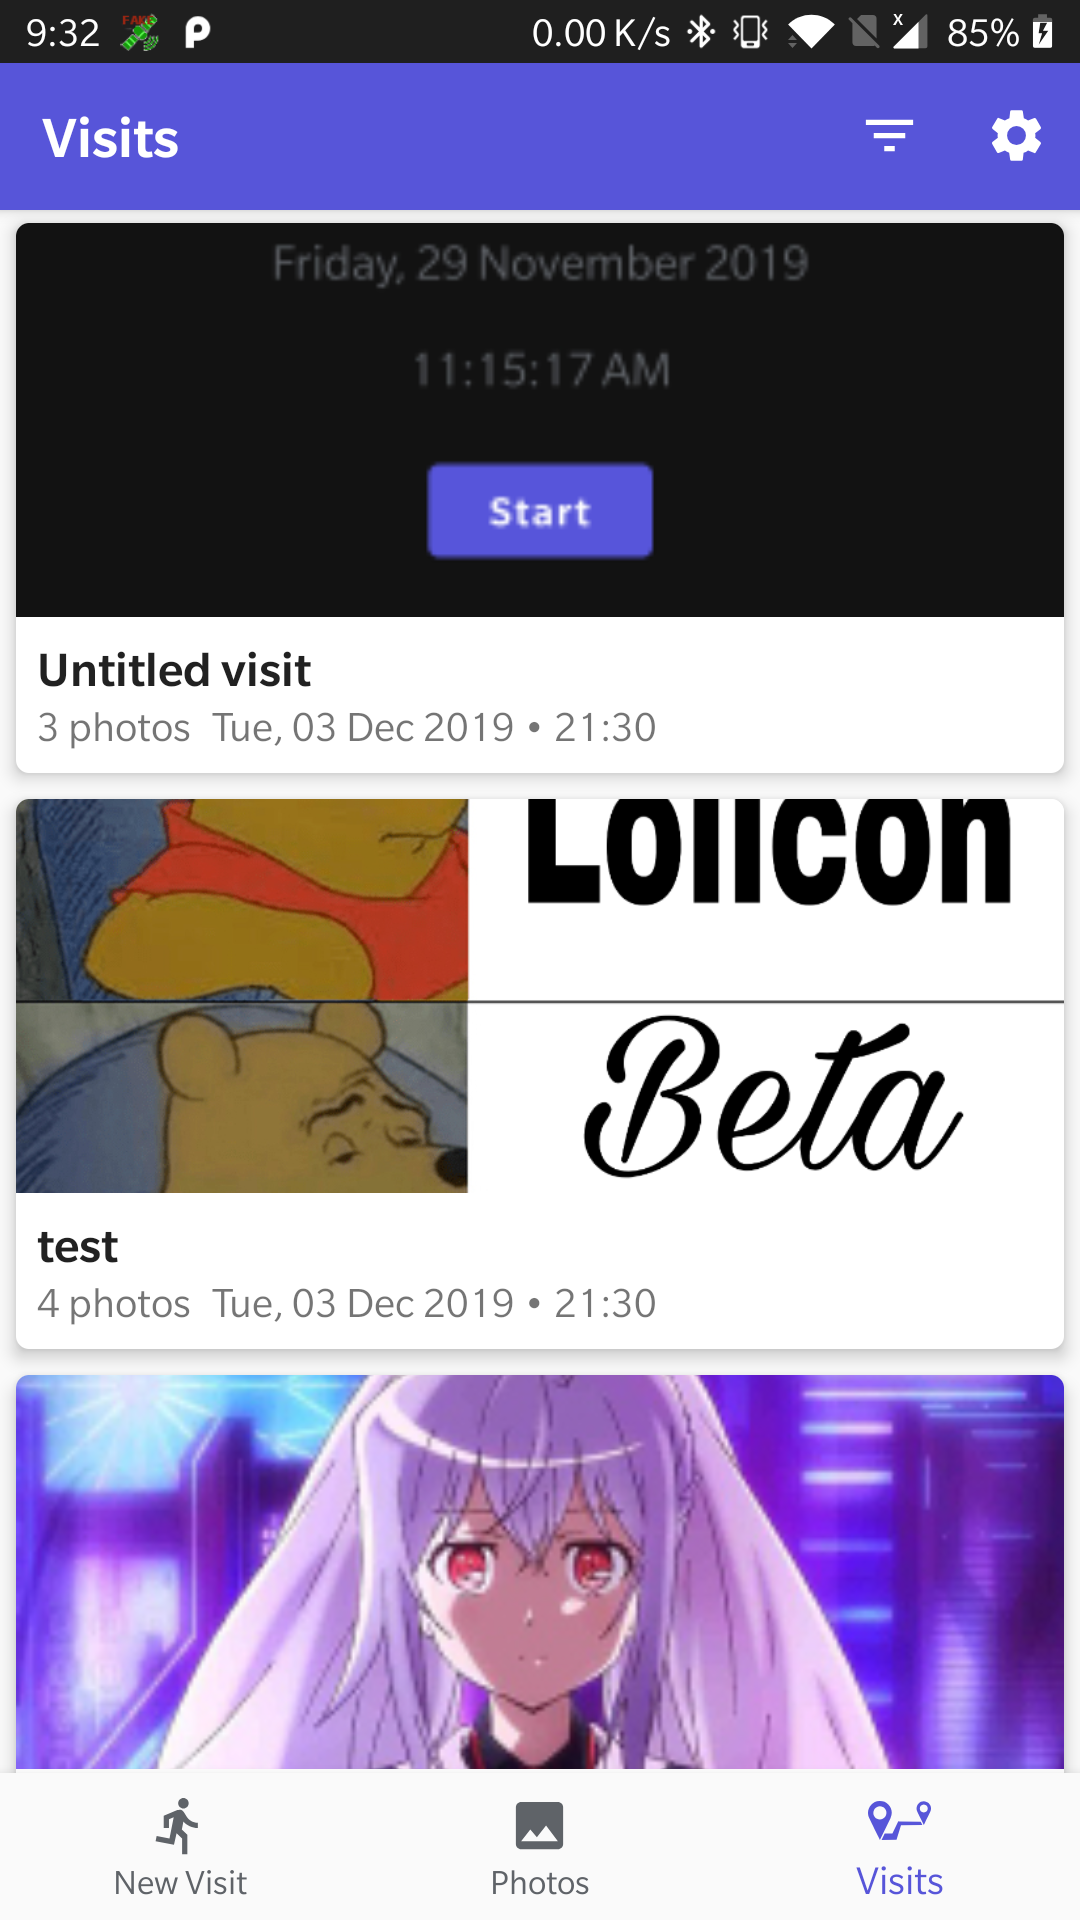 9:32 FAKE 0.00 K/s x 85%
Visits
Friday, 29 November 2019
11:15:17 AM
Start
Untitled visit
3 photos Tue, 03 Dec 2019 • 21:30
Lolicon
Beta
test
4 photos Tue, 03 Dec 2019 • 21:30
New Visit Photos Visits